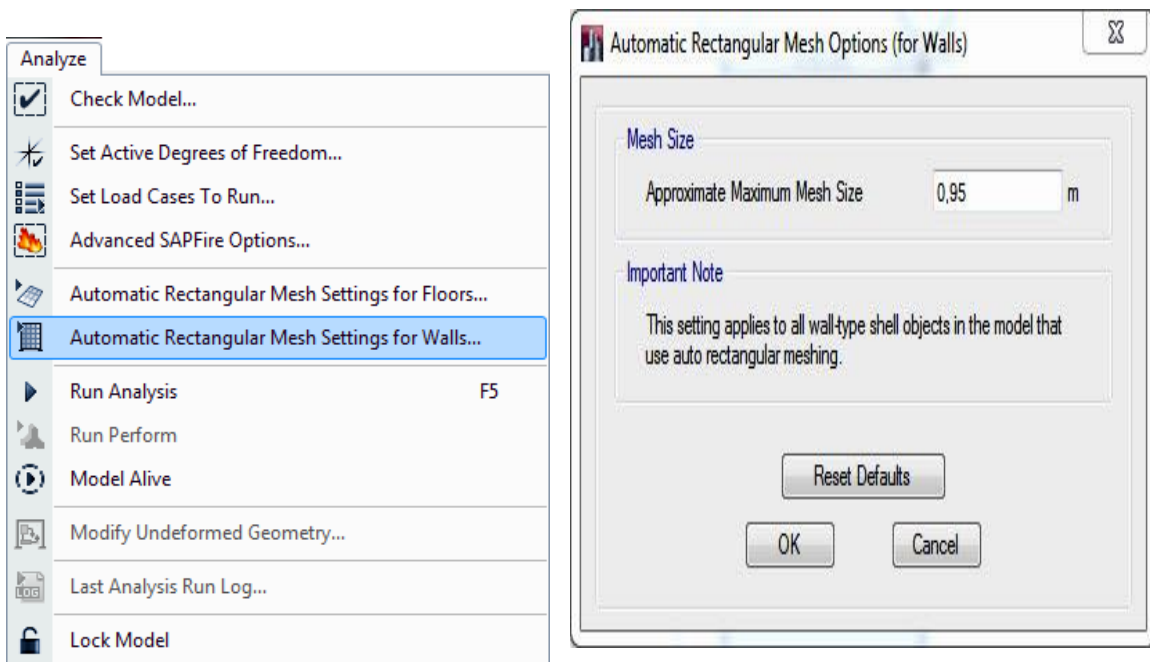 Analyze
Check Model...
Set Active Degrees of Freedom...
Set Load Cases To Run...
Advanced SAPFire Options...
Automatic Rectangular Mesh Settings for Floors...
Automatic Rectangular Mesh Settings for Walls...
Run Analysis F5
Run Perform
Model Alive
Modify Undeformed Geometry...
LOG Last Analysis Run Log...
Lock Model
Automatic Rectangular Mesh Options (for Walls)
Mesh Size
Approximate Maximum Mesh Size 0,95 m
Important Note
This setting applies to all wall-type shell objects in the model that
use auto rectangular meshing.
Reset Defaults
OK Cancel